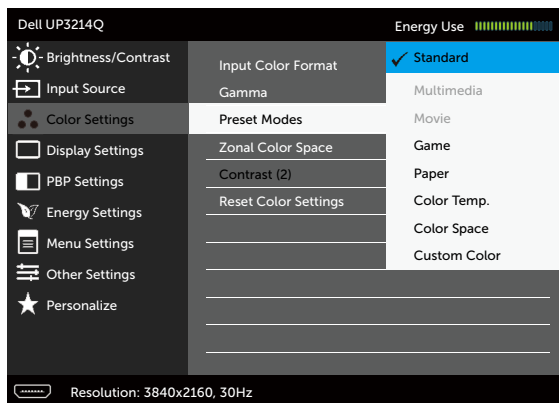 Dell UP3214Q
Energy Use
Brightness/Contrast
Input Source
Color Settings
Display Settings
PBP Settings
Energy Settings
Menu Settings
Other Settings
Personalize
Input Color Format
Gamma
Preset Modes
Zonal Color Space
Contrast (2)
Reset Color Settings
Standard
Multimedia
Movie
Game
Paper
Color Temp.
Color Space
Custom Color
Resolution: 3840x2160, 30Hz